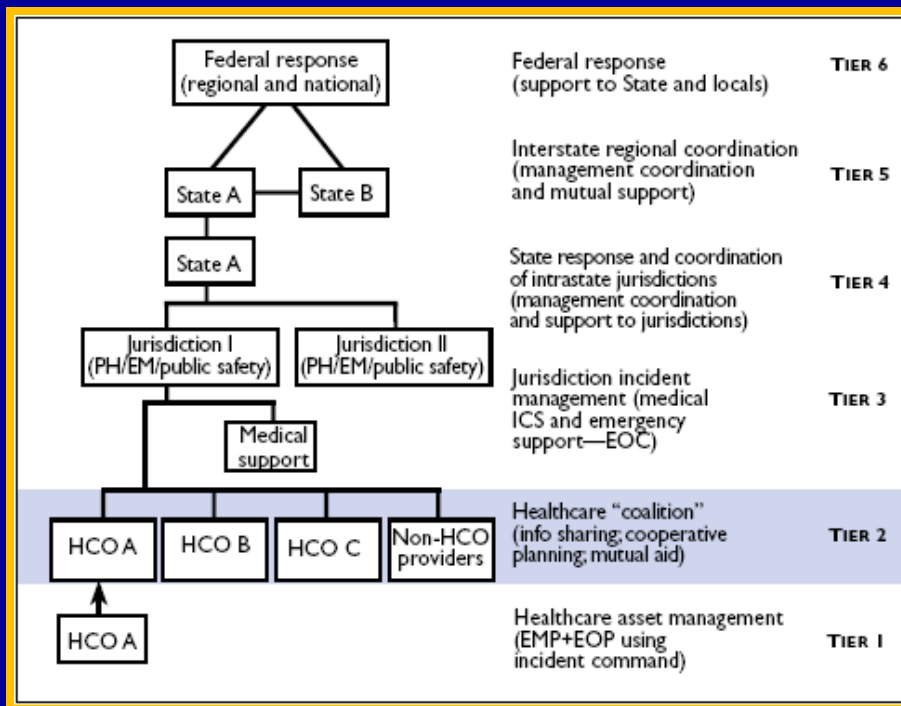 Federal response
(regional and national)
Federal response
(support to State and locals)
TIER 6
State A
State B
Interstate regional coordination
(management coordination
and mutual support)
TIER 5
State A
State response and coordination
of intrastate jurisdictions
(management coordination
and support to jurisdictions)
TIER 4
Jurisdiction I
(PH/EM/public safety)
Jurisdiction II
(PH/EM/public safety)
Medical
support
Jurisdiction incident
management (medical
ICS and emergency
support—EOC)
TIER 3
HCO A
HCO B
HCO C
Non-HCO
providers
Healthcare “coalition”
(info sharing; cooperative
planning; mutual aid)
TIER 2
HCO A
Healthcare asset management
(EMP+EOP using
incident command)
TIER 1